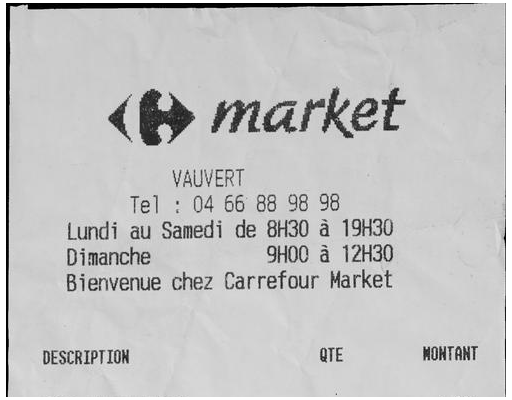 market
VAUVERT
Tel : 04 66 88 98 98
Lundi au Samedi de 8H30 à 19H30
Dimanche 9H00 à 12H30
Bienvenue chez Carrefour Market
DESCRIPTION QTE MONTANT